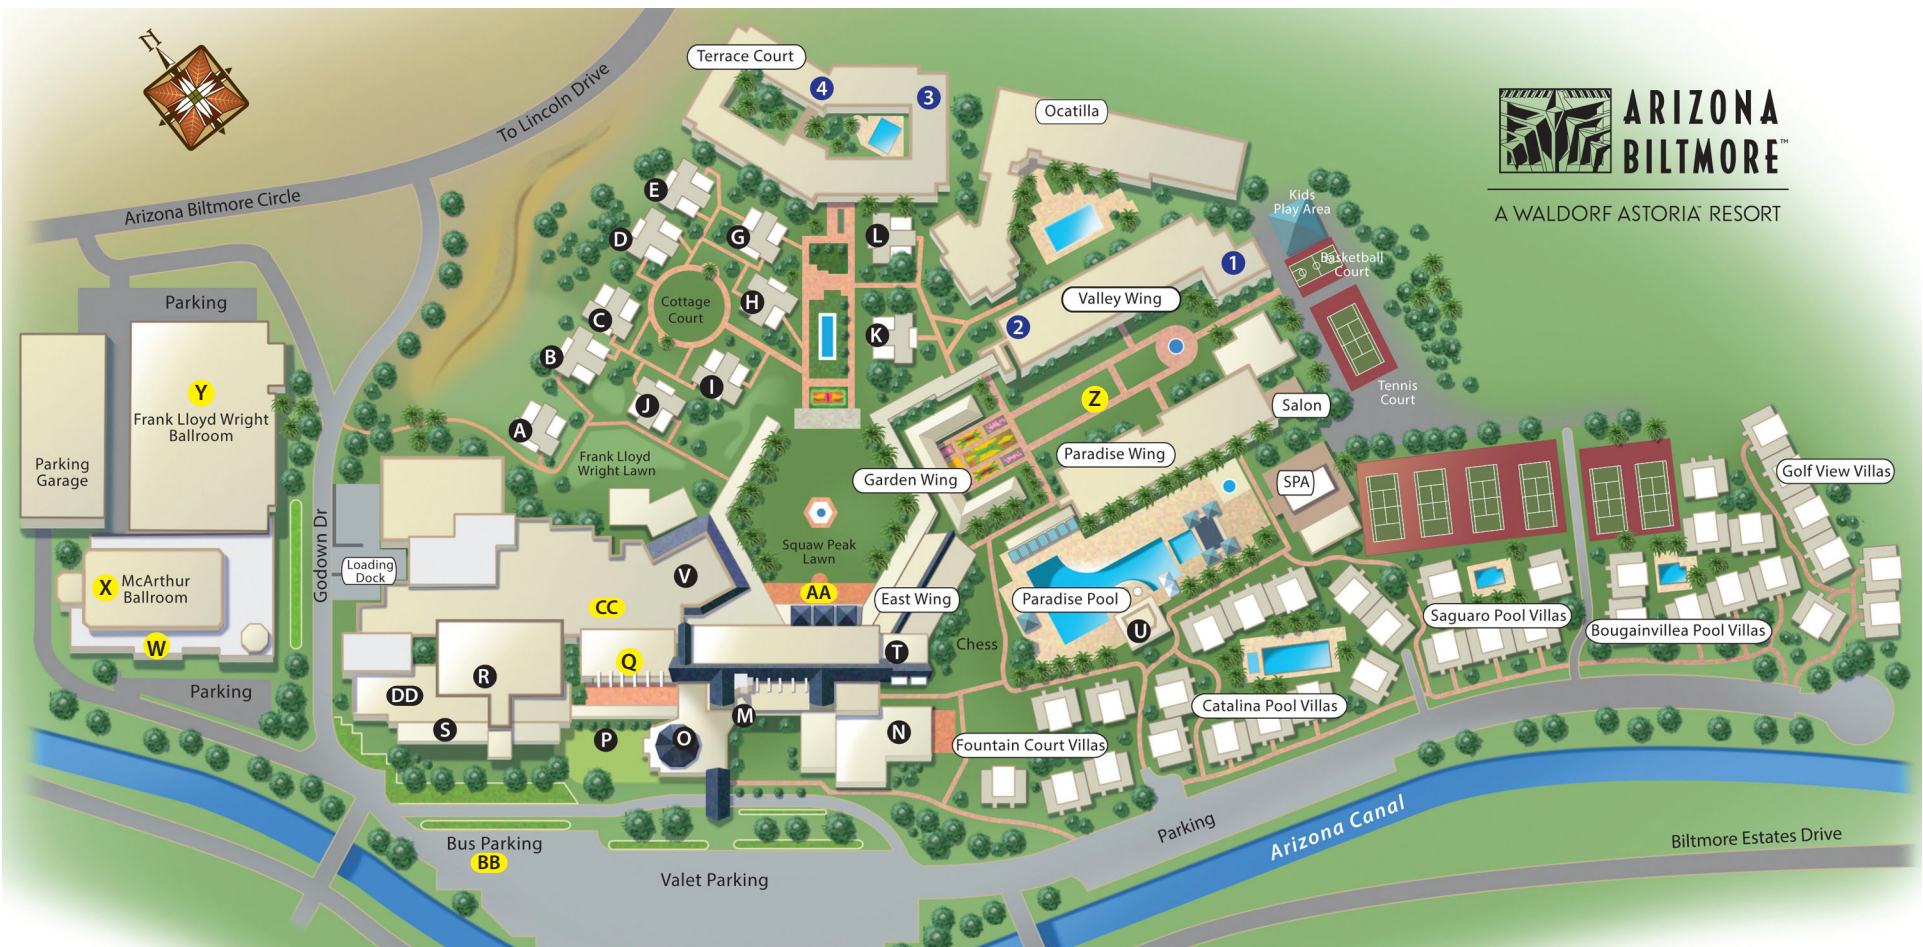 N
To Lincoln Drive
Arizona Biltmore Circle
Terrace Court
4
3
Ocatilla
ARIZONA
BILTMORE™
A WALDORF ASTORIA™ RESORT
Kids
Play Area
Basketball
Court
Tennis
Court
E
D
G
L
H
C
B
I
J
A
K
Cottage
Court
1
Valley Wing
2
Z
Salon
Parking
Y
Frank Lloyd Wright
Ballroom
Parking
Garage
Frank Lloyd
Wright Lawn
Garden Wing
Paradise Wing
SPA
Golf View Villas
Godown Dr
Loading
Dock
Squaw Peak
Lawn
AA
East Wing
Paradise Pool
U
Saguaro Pool Villas
Bougainvillea Pool Villas
X
McArthur
Ballroom
W
V
CC
Q
T
Chess
R
DD
S
P
O
M
N
Catalina Pool Villas
Fountain Court Villas
Parking
Bus Parking
BB
Valet Parking
Parking
Arizona Canal
Biltmore Estates Drive